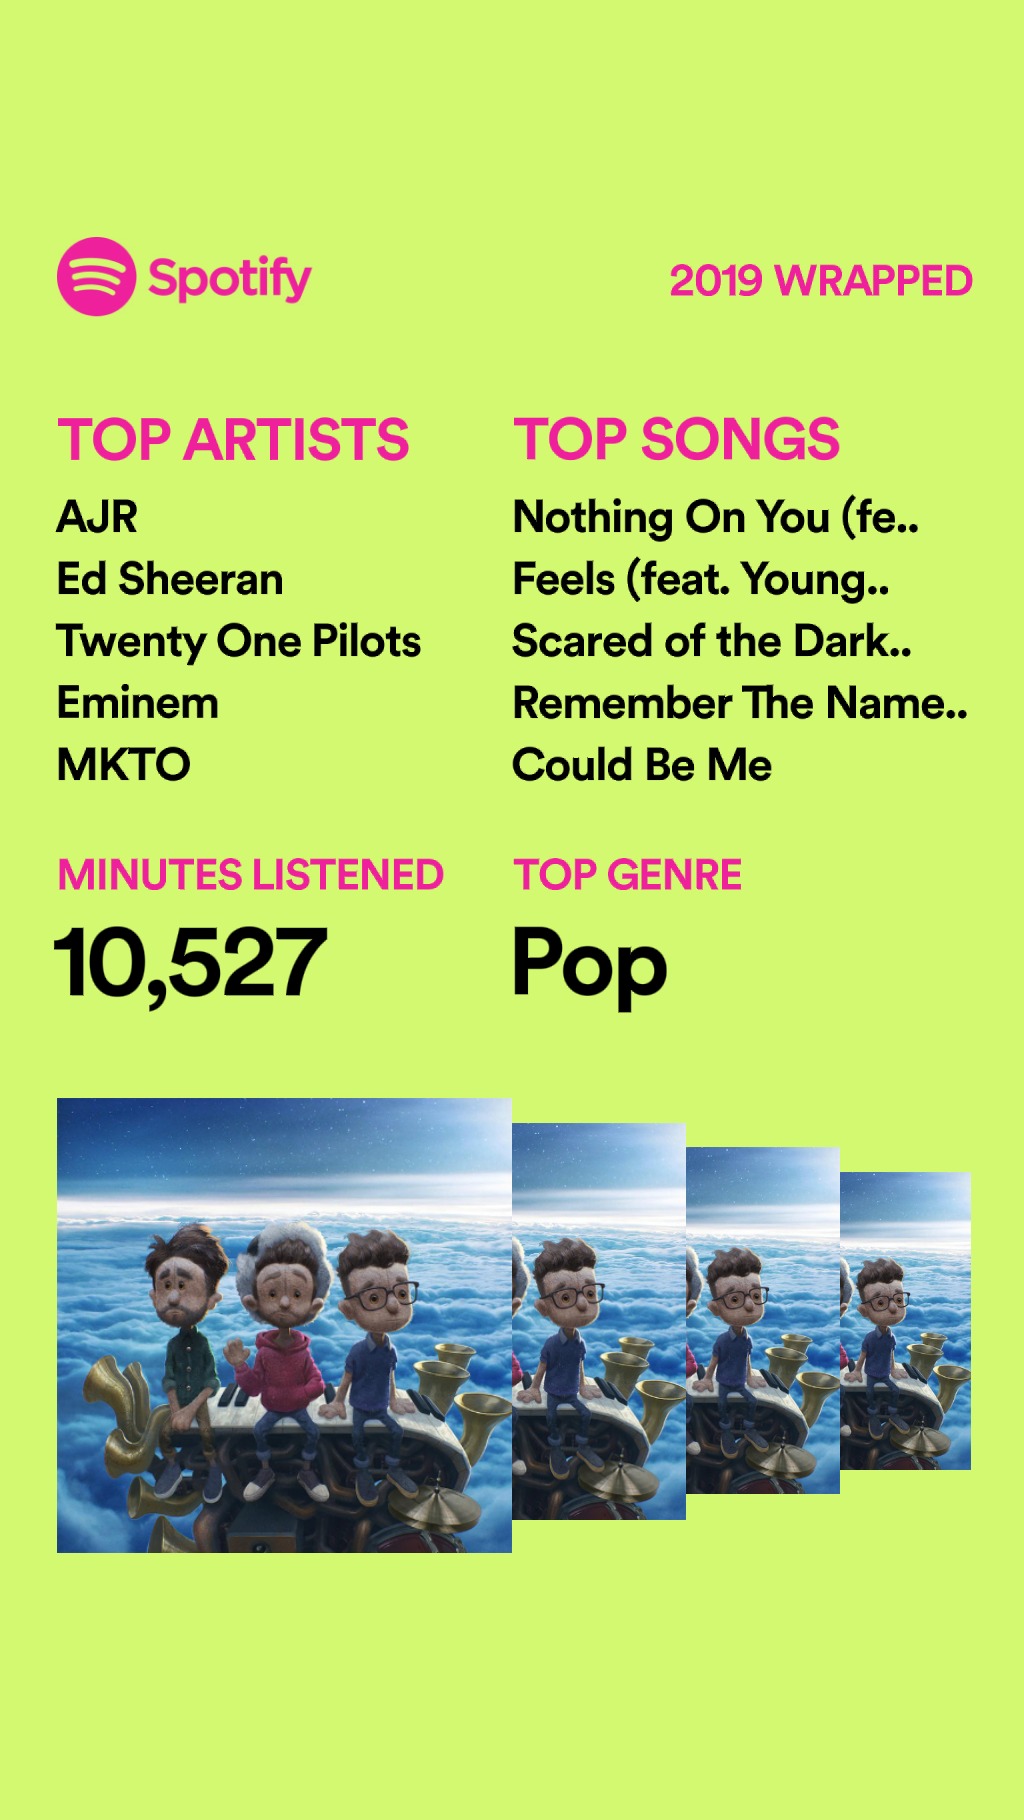 Spotify
2019 WRAPPED
TOP ARTISTS
AJR
Ed Sheeran
Twenty One Pilots
Eminem
MKTO
TOP SONGS
Nothing On You (fe..
Feels (feat. Young..
Scared of the Dark..
Remember The Name..
Could Be Me
MINUTES LISTENED
10,527
TOP GENRE
Pop